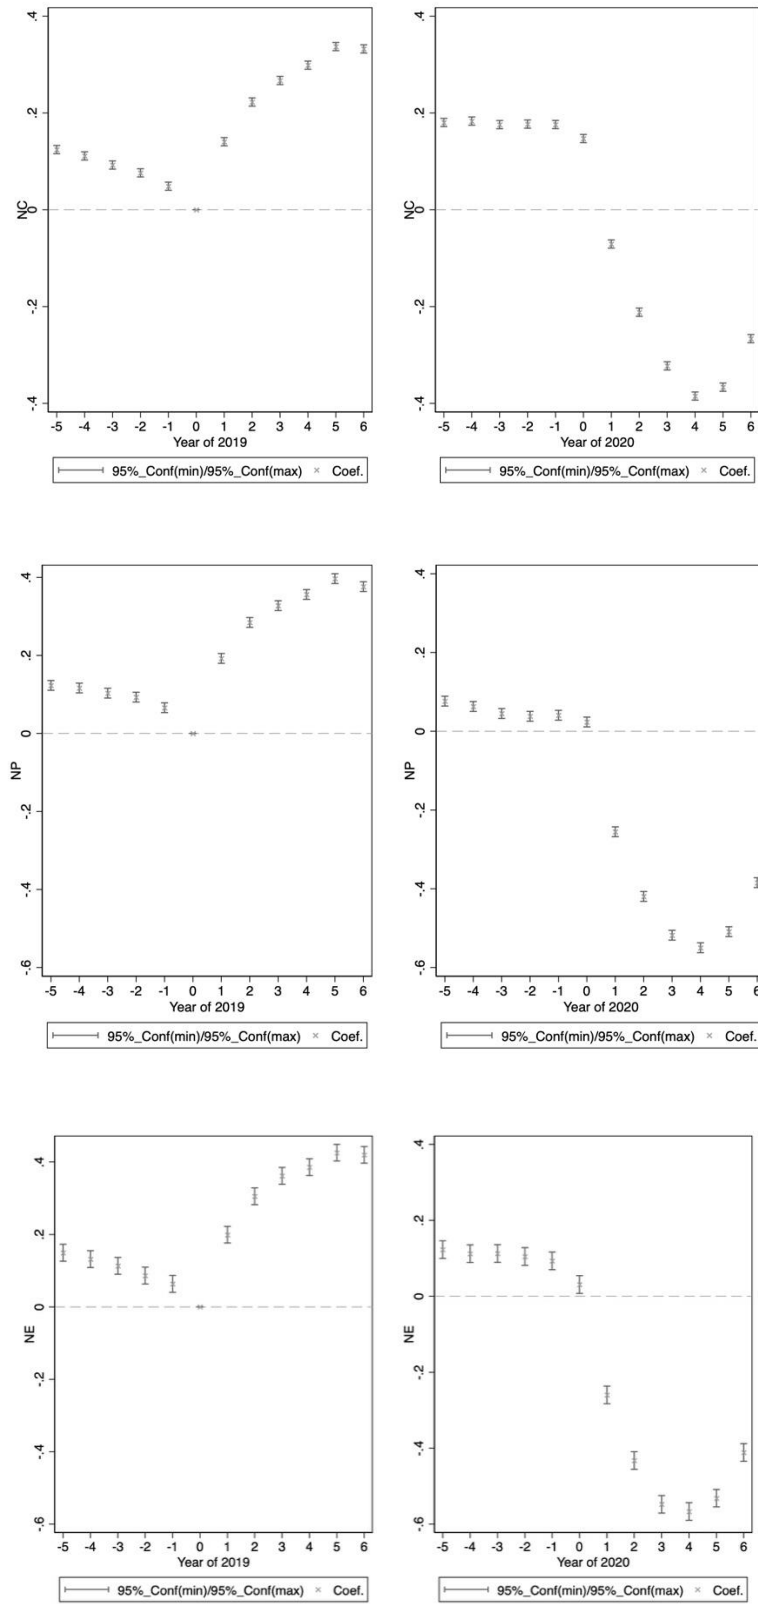 .4
.2
0
-.2
-.4
NC
-5 -4 -3 -2 -1 0 1 2 3 4 5 6
Year of 2019
95%_Conf(min)/95%_Conf(max) × Coef.
.4
.2
0
-.2
-.4
NC
-5 -4 -3 -2 -1 0 1 2 3 4 5 6
Year of 2020
95%_Conf(min)/95%_Conf(max) × Coef.
.4
.2
0
-.2
-.4
-.6
NP
-5 -4 -3 -2 -1 0 1 2 3 4 5 6
Year of 2019
95%_Conf(min)/95%_Conf(max) × Coef.
.4
.2
0
-.2
-.4
-.6
NP
-5 -4 -3 -2 -1 0 1 2 3 4 5 6
Year of 2020
95%_Conf(min)/95%_Conf(max) × Coef.
.4
.2
0
-.2
-.4
-.6
NE
-5 -4 -3 -2 -1 0 1 2 3 4 5 6
Year of 2019
95%_Conf(min)/95%_Conf(max) × Coef.
.4
.2
0
-.2
-.4
-.6
NE
-5 -4 -3 -2 -1 0 1 2 3 4 5 6
Year of 2020
95%_Conf(min)/95%_Conf(max) × Coef.